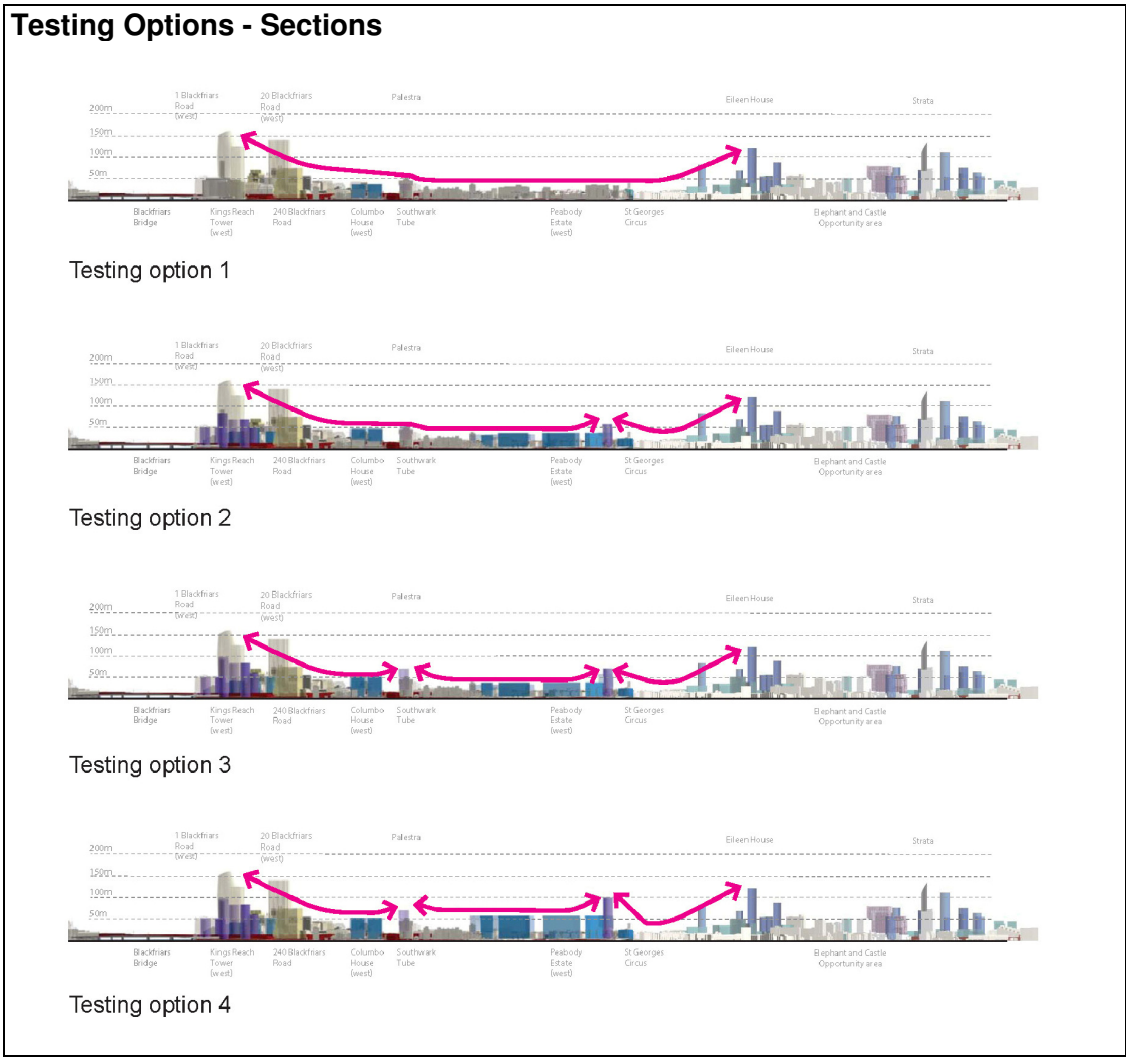 Testing Options - Sections
1 Blackfriars
Road
(west)
20 Blackfriars
Road
(west)
Palestra
Eileen House
Strata
200m
150m
100m
50m
Blackfriars
Bridge
Kings Reach
Tower
(west)
240 Blackfriars
Road
Columbo
House
(west)
Southwark
Tube
Peabody
Estate
(west)
St Georges
Circus
Elephant and Castle
Opportunity area
Testing option 1
1 Blackfriars
Road
(west)
20 Blackfriars
Road
(west)
Palestra
Eileen House
Strata
200m
150m
100m
50m
Blackfriars
Bridge
Kings Reach
Tower
(west)
240 Blackfriars
Road
Columbo
House
(west)
Southwark
Tube
Peabody
Estate
(west)
St Georges
Circus
Elephant and Castle
Opportunity area
Testing option 2
1 Blackfriars
Road
(west)
20 Blackfriars
Road
(west)
Palestra
Eileen House
Strata
200m
150m
100m
50m
Blackfriars
Bridge
Kings Reach
Tower
(west)
240 Blackfriars
Road
Columbo
House
(west)
Southwark
Tube
Peabody
Estate
(west)
St Georges
Circus
Elephant and Castle
Opportunity area
Testing option 3
1 Blackfriars
Road
(west)
20 Blackfriars
Road
(west)
Palestra
Eileen House
Strata
200m
150m
100m
50m
Blackfriars
Bridge
Kings Reach
Tower
(west)
240 Blackfriars
Road
Columbo
House
(west)
Southwark
Tube
Peabody
Estate
(west)
St Georges
Circus
Elephant and Castle
Opportunity area
Testing option 4